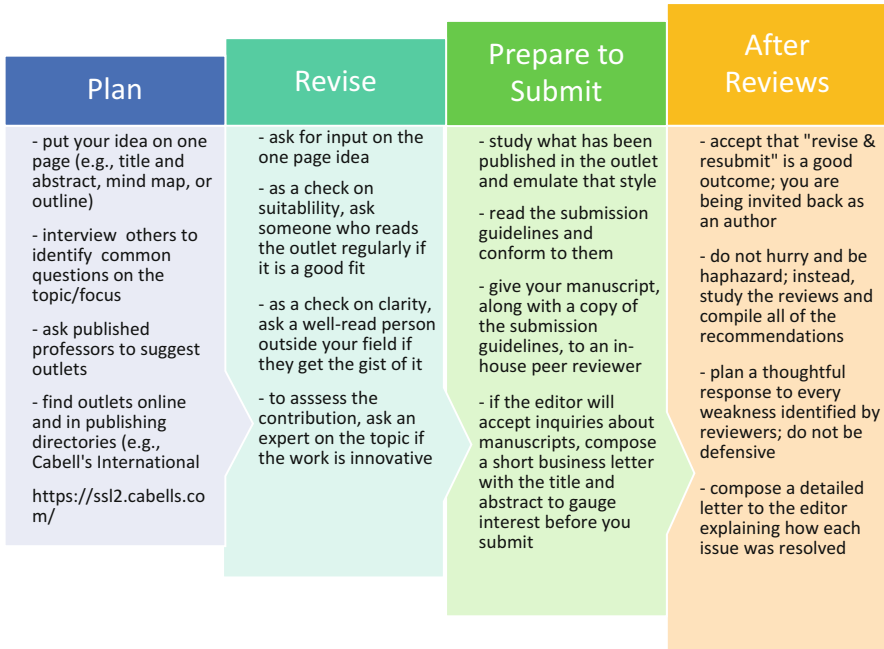 Plan
- put your idea on one
page (e.g., title and
abstract, mind map, or
outline)
- interview others to
identify common
questions on the
topic/focus
- ask published
professors to suggest
outlets
- find outlets online
and in publishing
directories (e.g.,
Cabell's International
https://ssl2.cabells.co
m/
Revise
- ask for input on the
one page idea
- as a check on
suitablility, ask
someone who reads
the outlet regularly if
it is a good fit
- as a check on clarity,
ask a well-read person
outside your field if
they get the gist of it
- to asssess the
contribution, ask an
expert on the topic if
the work is innovative
Prepare to
Submit
- study what has been
published in the outlet
and emulate that style
- read the submission
guidelines and
conform to them
- give your manuscript,
along with a copy of
the submission
guidelines, to an in-
house peer reviewer
- if the editor will
accept inquiries about
manuscripts, compose
a short business letter
with the title and
abstract to gauge
interest before you
submit
After
Reviews
- accept that "revise &
resubmit" is a good
outcome; you are
being invited back as
an author
- do not hurry and be
haphazard; instead,
study the reviews and
compile all of the
recommendations
- plan a thoughtful
response to every
weakness identified by
reviewers; do not be
defensive
- compose a detailed
letter to the editor
explaining how each
issue was resolved